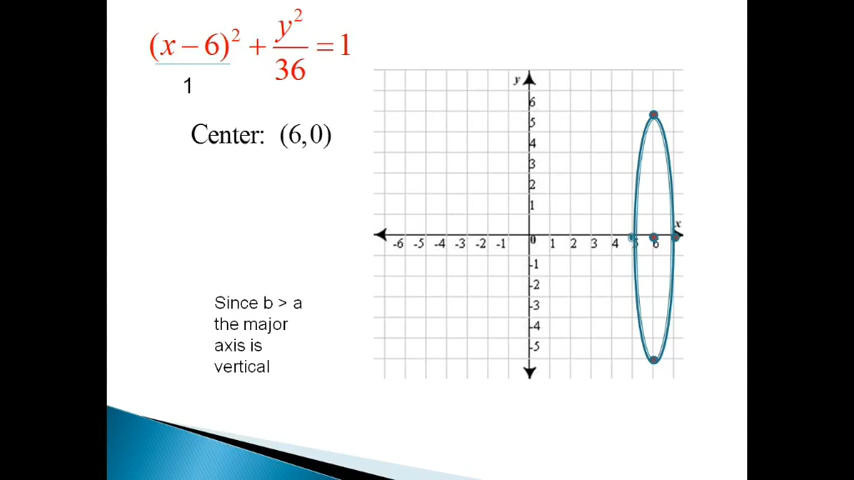 (x − 6)² + y²/36 = 1
1
Center: (6,0)
y
6
5
4
3
2
1
x
-6 -5 -4 -3 -2 -1 0 1 2 3 4 5 6
-1
-2
-3
-4
-5
Since b > a
the major
axis is
vertical